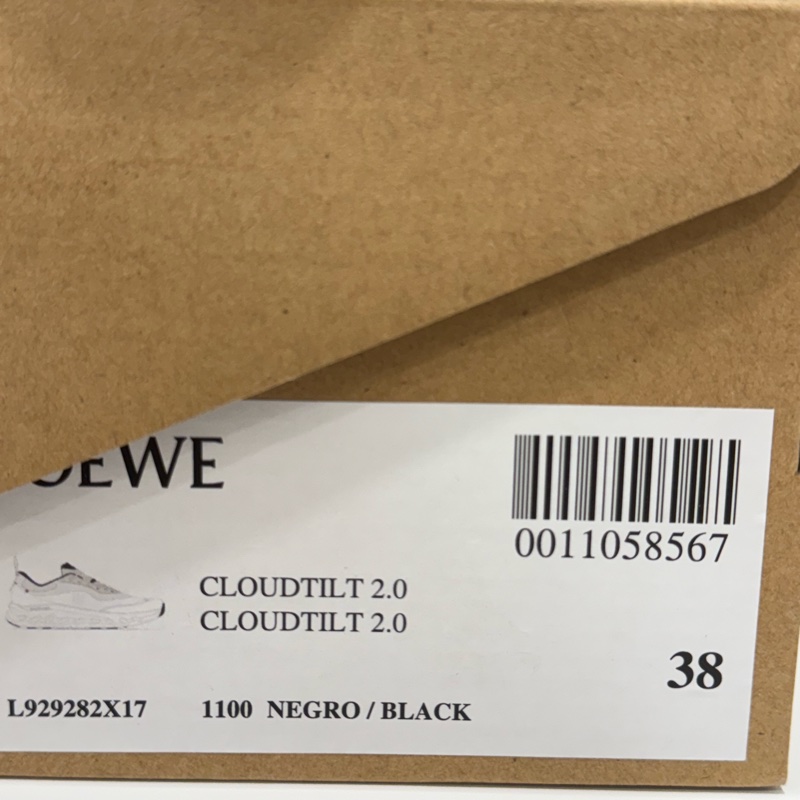 OEWE
0011058567
CLOUDTILT 2.0
CLOUDTILT 2.0
38
L929282X17 1100 NEGRO / BLACK